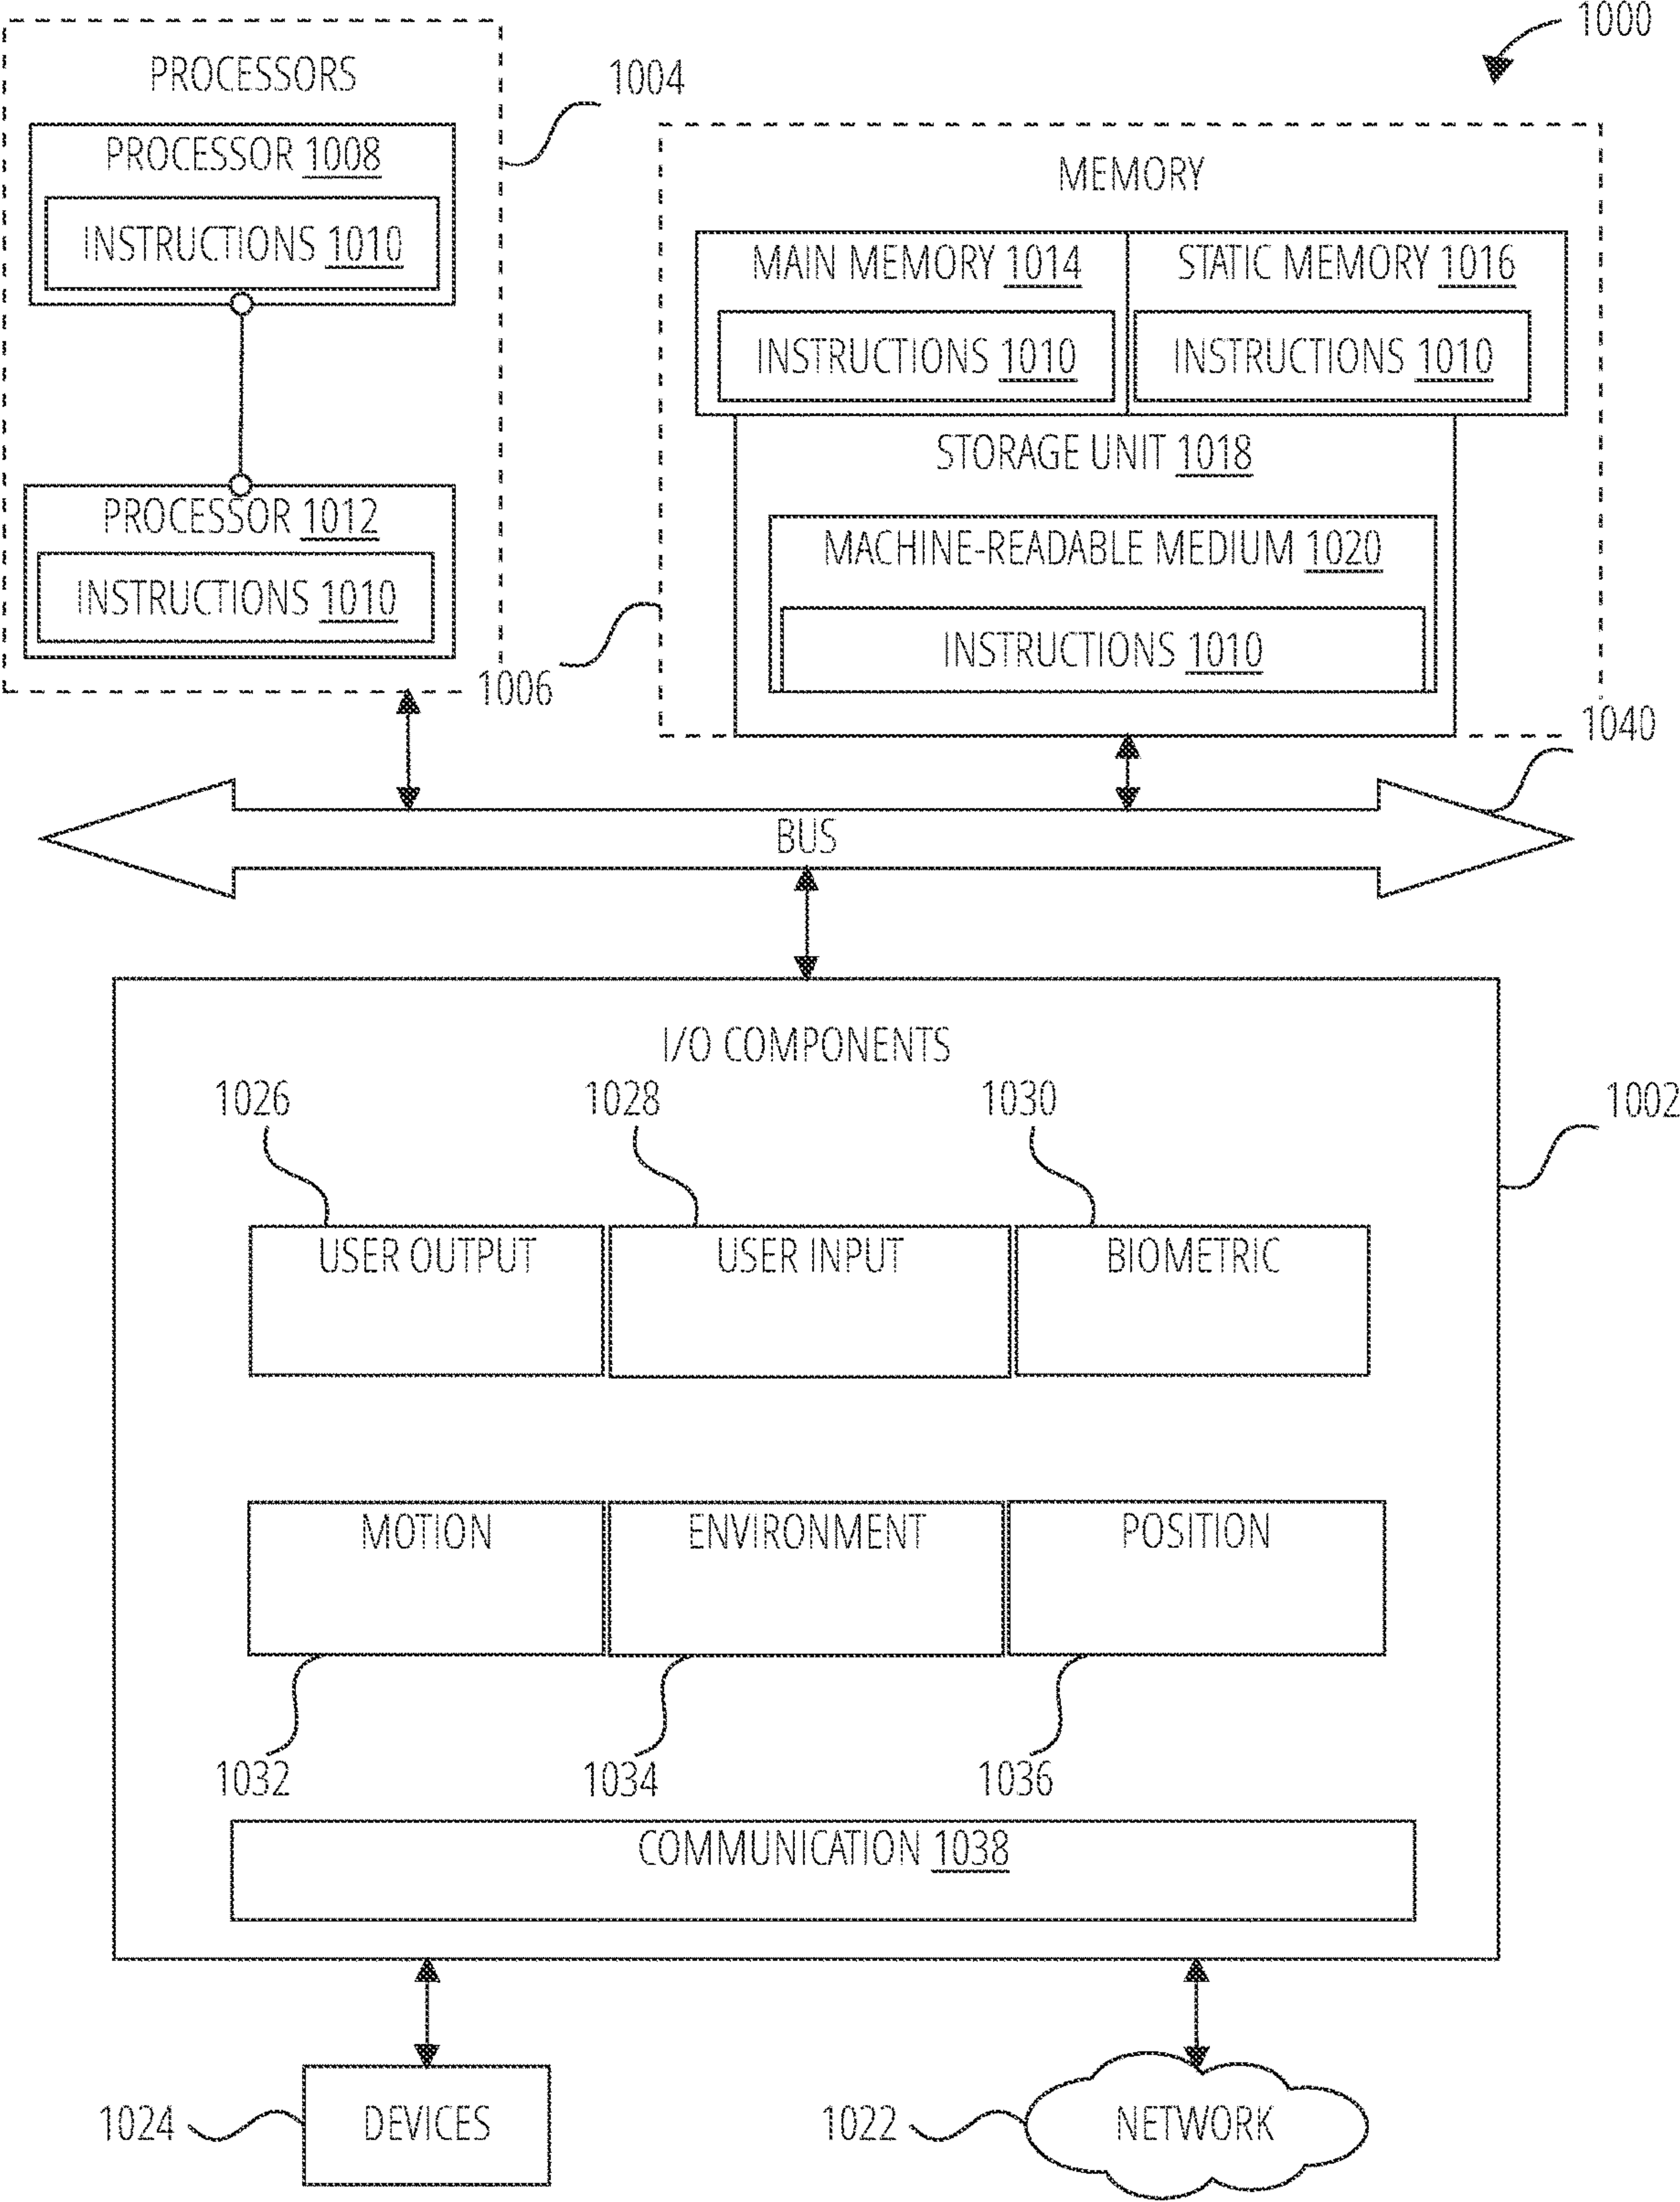 1000
PROCESSORS
1004
PROCESSOR 1008
INSTRUCTIONS 1010
PROCESSOR 1012
INSTRUCTIONS 1010
MEMORY
MAIN MEMORY 1014
STATIC MEMORY 1016
INSTRUCTIONS 1010
INSTRUCTIONS 1010
STORAGE UNIT 1018
MACHINE-READABLE MEDIUM 1020
INSTRUCTIONS 1010
1006
1040
BUS
I/O COMPONENTS
1026
1028
1030
1002
USER OUTPUT
USER INPUT
BIOMETRIC
MOTION
ENVIRONMENT
POSITION
1032
1034
1036
COMMUNICATION 1038
1024
DEVICES
1022
NETWORK